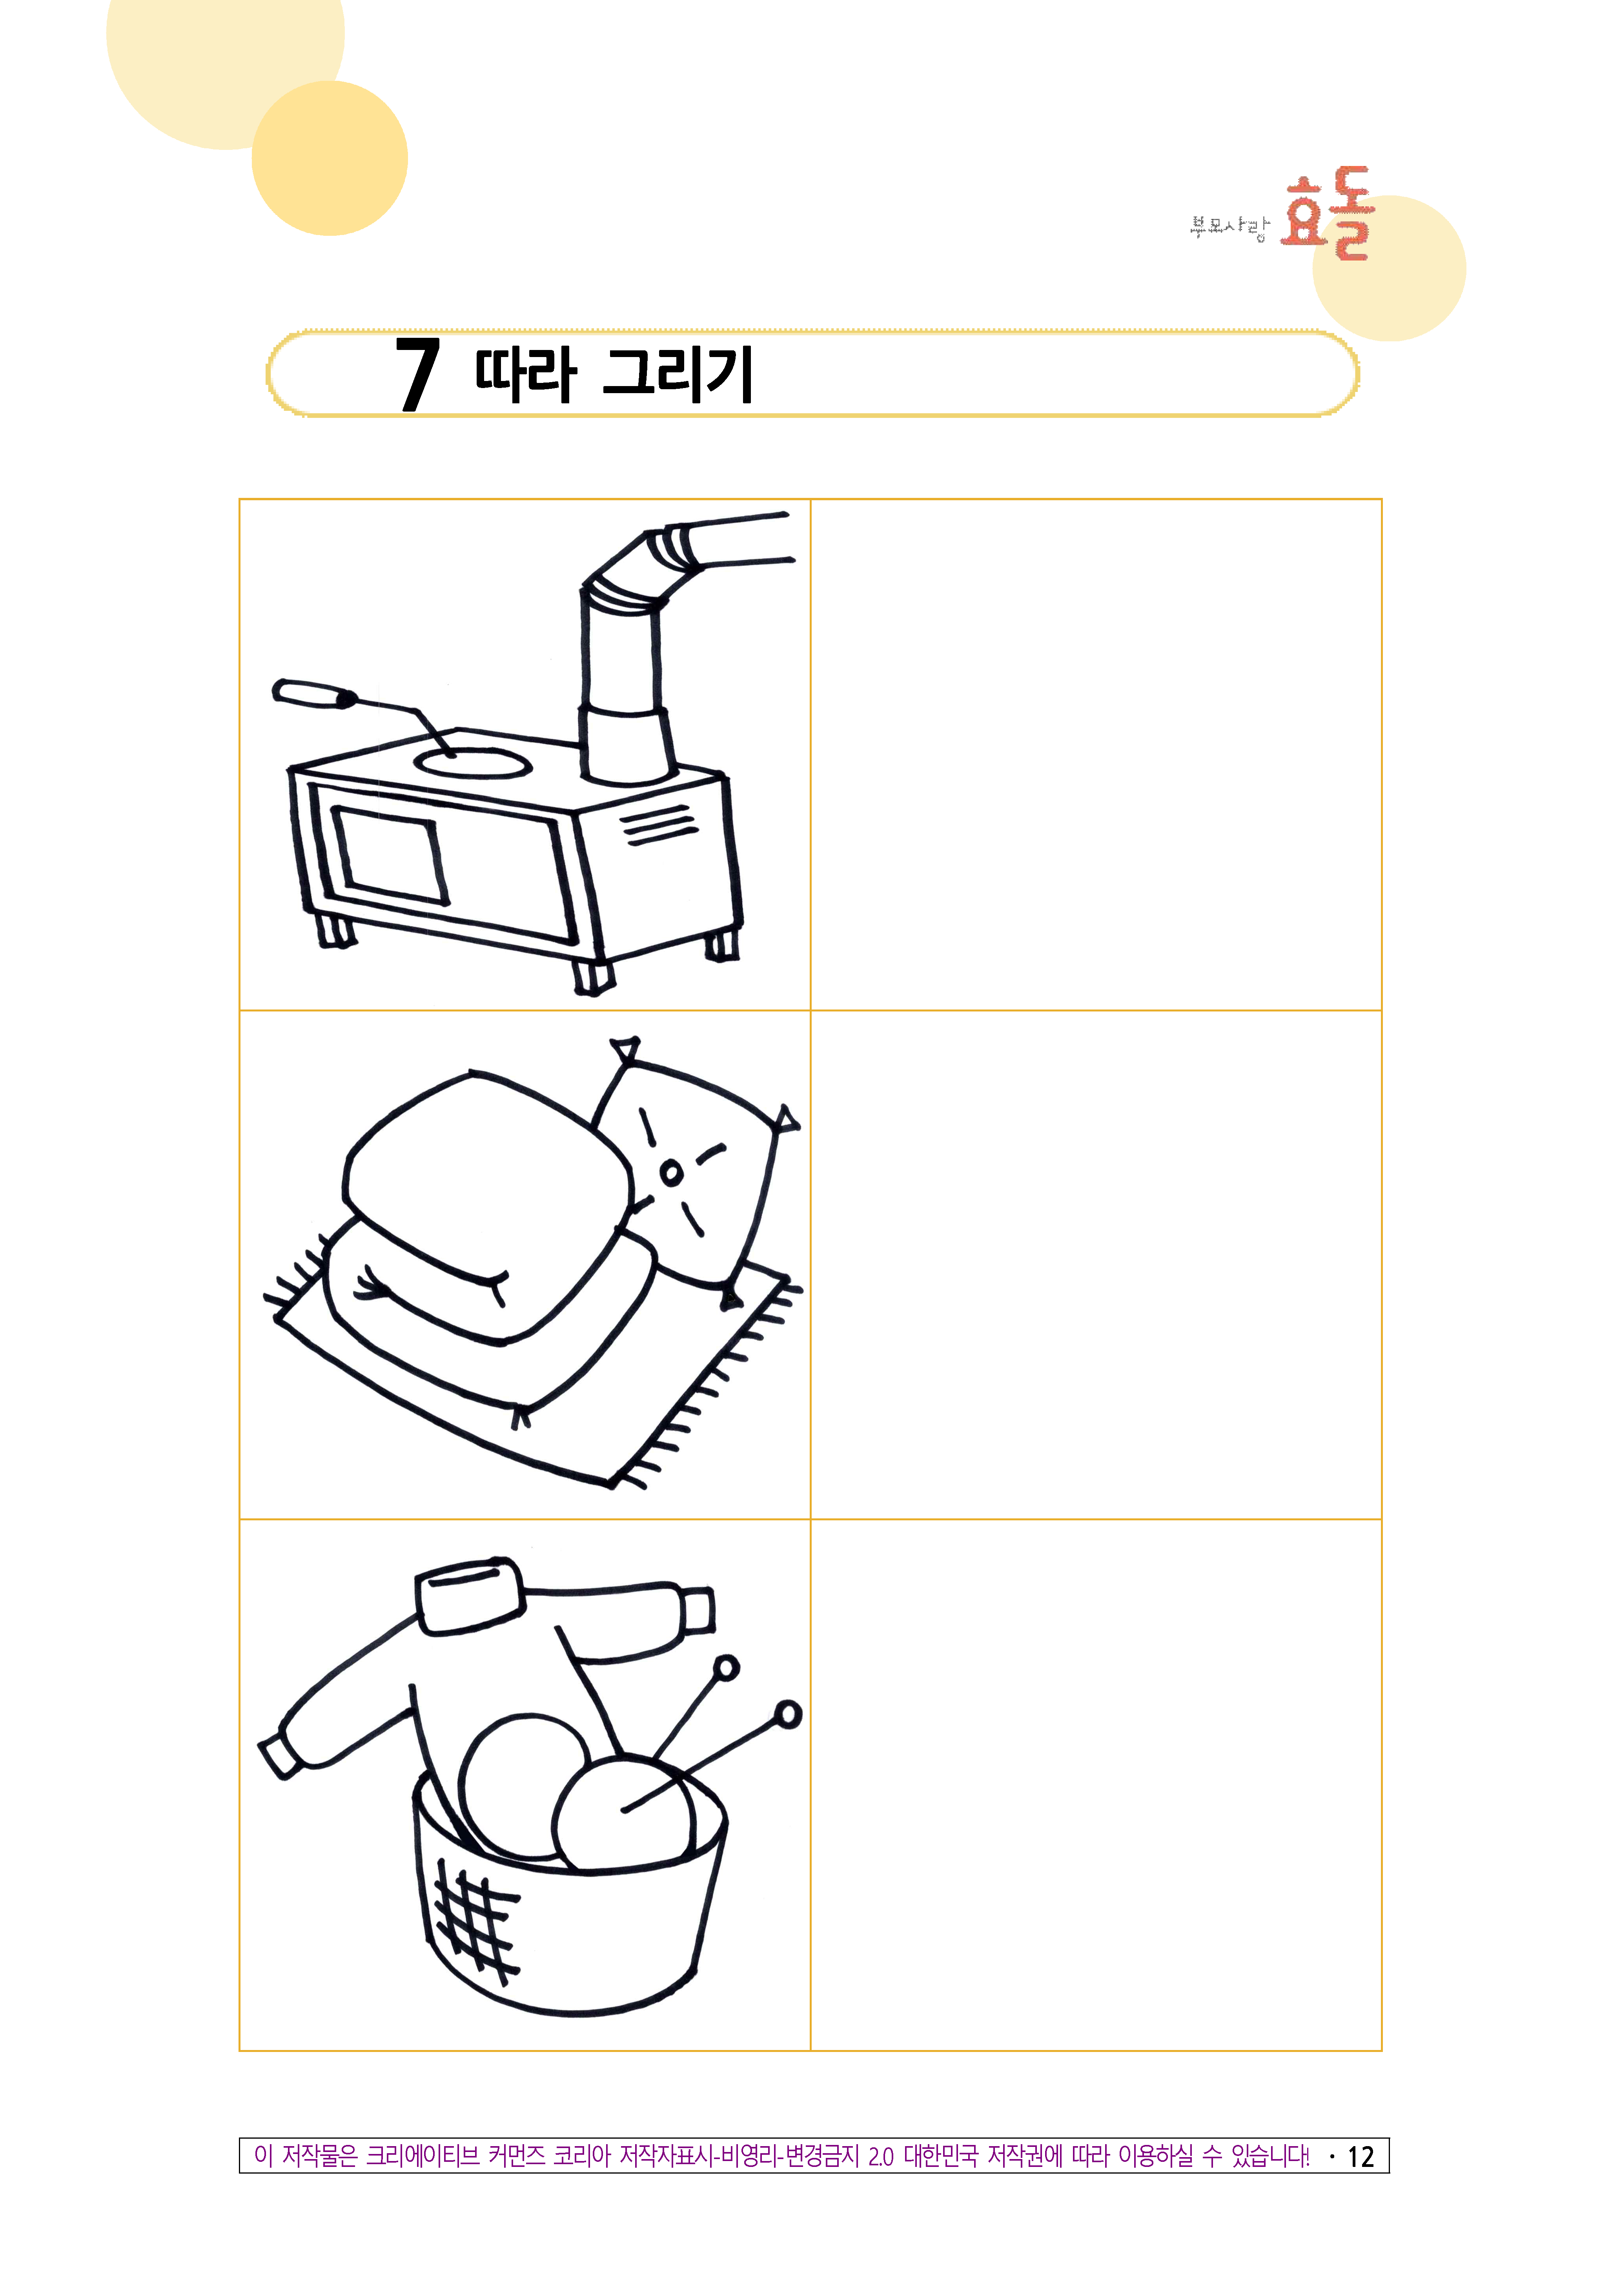 부모사랑 효돌
7 따라 그리기
이 저작물은 크리에이티브 커먼즈 코리아 저작자표시-비영리-변경금지 2.0 대한민국 저작권에 따라 이용하실 수 있습니다! · 12